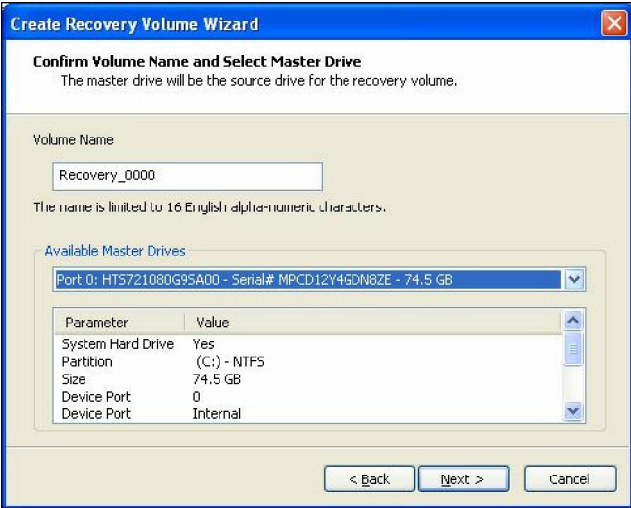 Create Recovery Volume Wizard
Confirm Volume Name and Select Master Drive
The master drive will be the source drive for the recovery volume.
Volume Name
Recovery_0000
The name is limited to 16 English alpha-numeric characters.
Available Master Drives
Port 0: HTS721080G9SA00 - Serial# MPCD12Y4GDN8ZE - 74.5 GB
Parameter Value
System Hard Drive Yes
Partition (C:) - NTFS
Size 74.5 GB
Device Port 0
Device Port Internal
< Back Next > Cancel